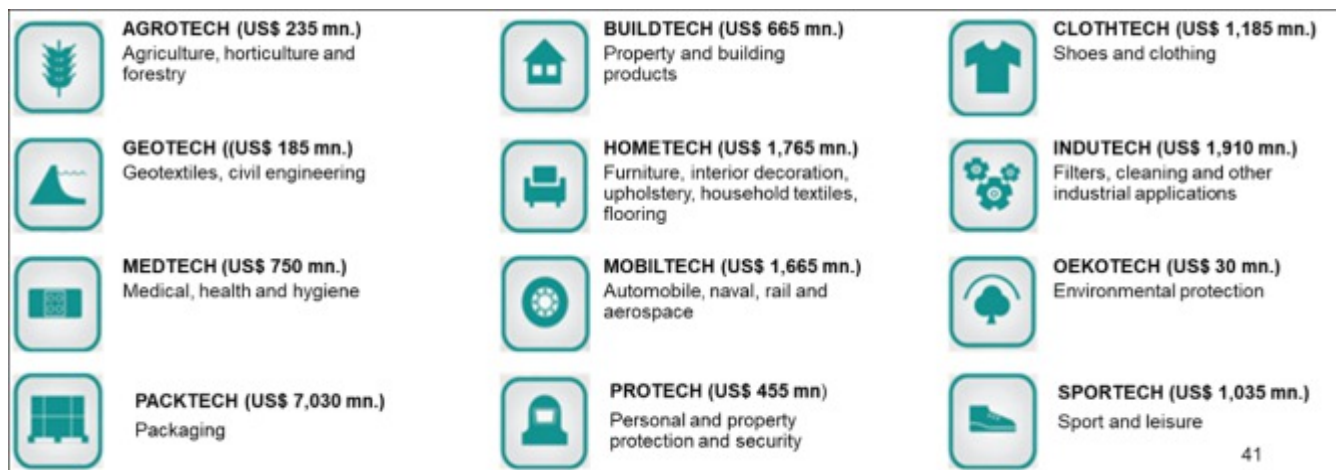 AGROTECH (US$ 235 mn.)
Agriculture, horticulture and
forestry
BUILDTECH (US$ 665 mn.)
Property and building
products
CLOTHTECH (US$ 1,185 mn.)
Shoes and clothing
GEOTECH ((US$ 185 mn.)
Geotextiles, civil engineering
HOMETECH (US$ 1,765 mn.)
Furniture, interior decoration,
upholstery, household textiles,
flooring
INDUTECH (US$ 1,910 mn.)
Filters, cleaning and other
industrial applications
MEDTECH (US$ 750 mn.)
Medical, health and hygiene
MOBILTECH (US$ 1,665 mn.)
Automobile, naval, rail and
aerospace
OEKOTECH (US$ 30 mn.)
Environmental protection
PACKTECH (US$ 7,030 mn.)
Packaging
PROTECH (US$ 455 mn)
Personal and property
protection and security
SPORTECH (US$ 1,035 mn.)
Sport and leisure
41